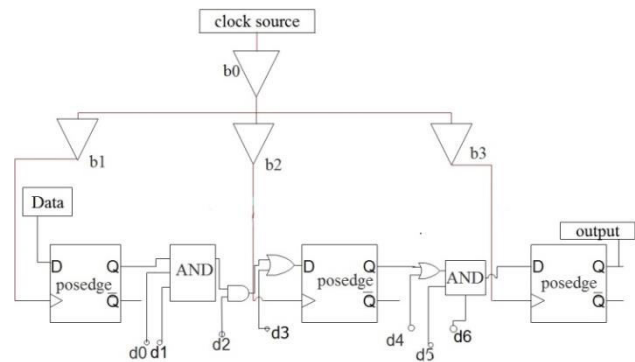 clock source
b0
b1
b2
b3
Data
output
D
Q
posedge
Q
AND
D
Q
posedge
Q
AND
D
Q
posedge
Q
d0
d1
d2
d3
d4
d5
d6